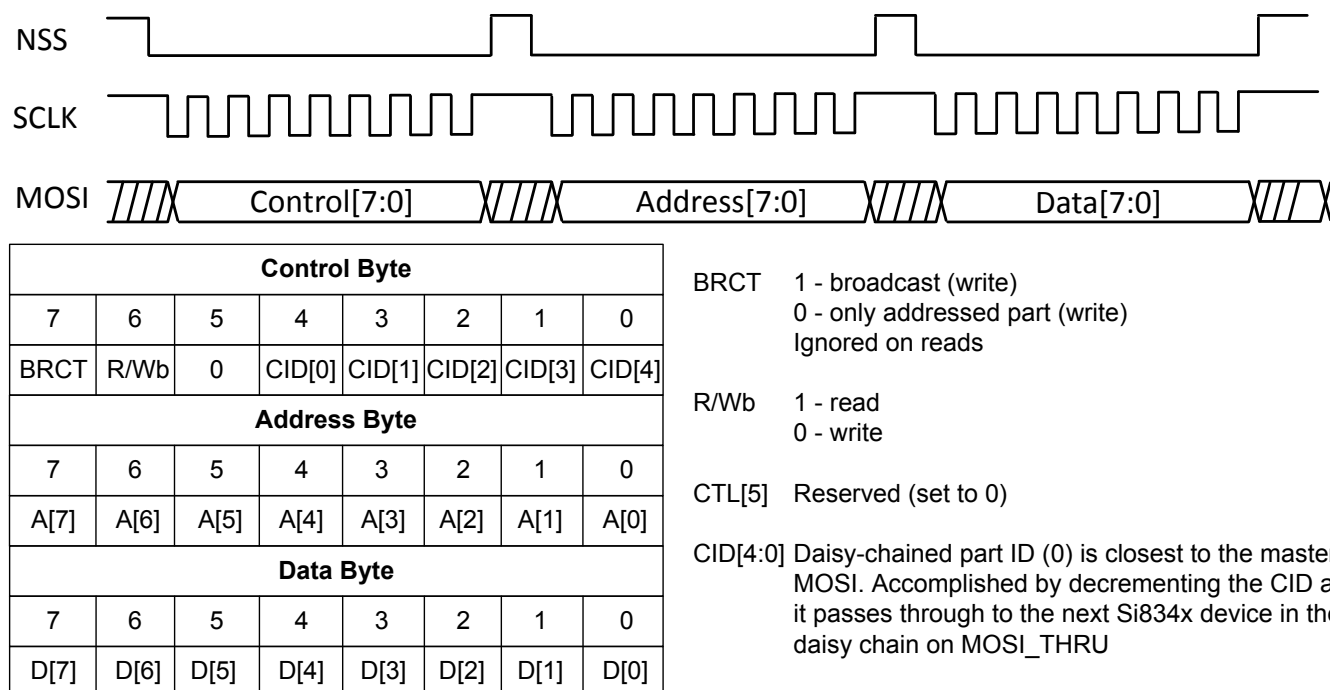 NSS
SCLK
MOSI Control[7:0] Address[7:0] Data[7:0]
Control Byte
7 6 5 4 3 2 1 0
BRCT R/Wb 0 CID[0] CID[1] CID[2] CID[3] CID[4]
Address Byte
7 6 5 4 3 2 1 0
A[7] A[6] A[5] A[4] A[3] A[2] A[1] A[0]
Data Byte
7 6 5 4 3 2 1 0
D[7] D[6] D[5] D[4] D[3] D[2] D[1] D[0]
BRCT 1 - broadcast (write)
0 - only addressed part (write)
Ignored on reads
R/Wb 1 - read
0 - write
CTL[5] Reserved (set to 0)
CID[4:0] Daisy-chained part ID (0) is closest to the master
MOSI. Accomplished by decrementing the CID a
it passes through to the next Si834x device in the
daisy chain on MOSI_THRU